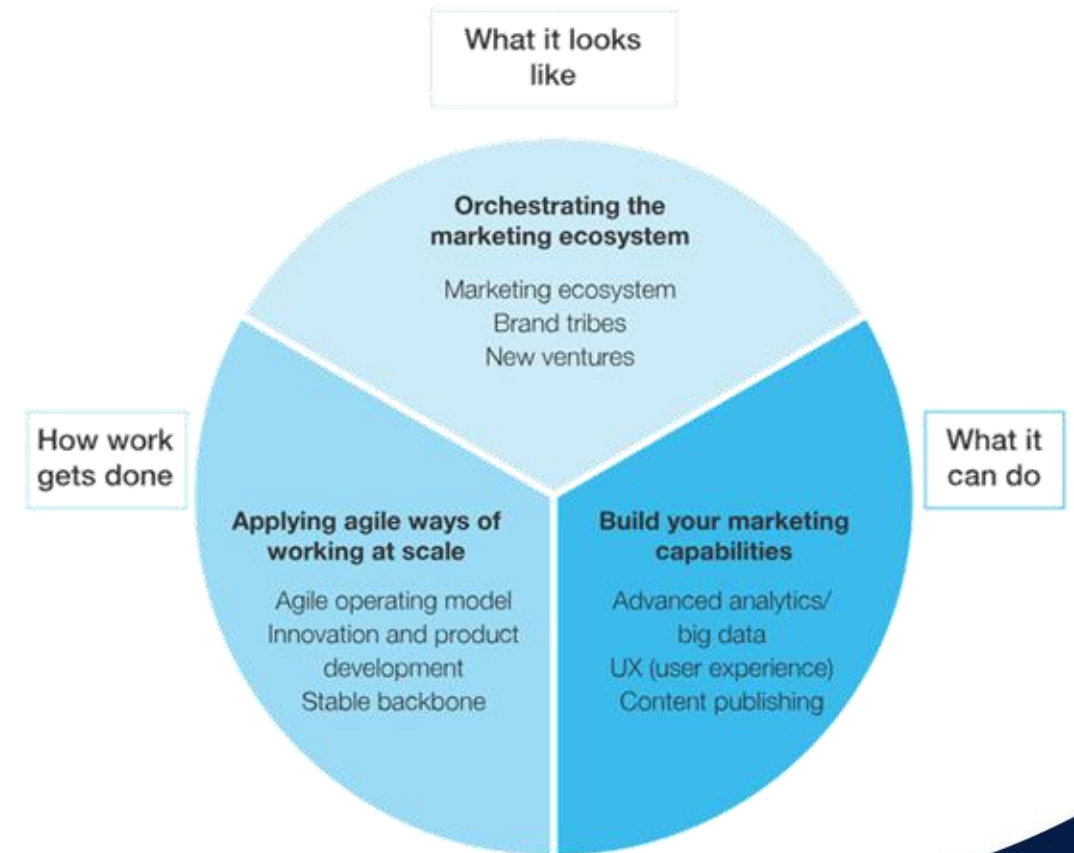 What it looks
like
Orchestrating the
marketing ecosystem
Marketing ecosystem
Brand tribes
New ventures
How work
gets done
Applying agile ways of
working at scale
Agile operating model
Innovation and product
development
Stable backbone
What it
can do
Build your marketing
capabilities
Advanced analytics/
big data
UX (user experience)
Content publishing